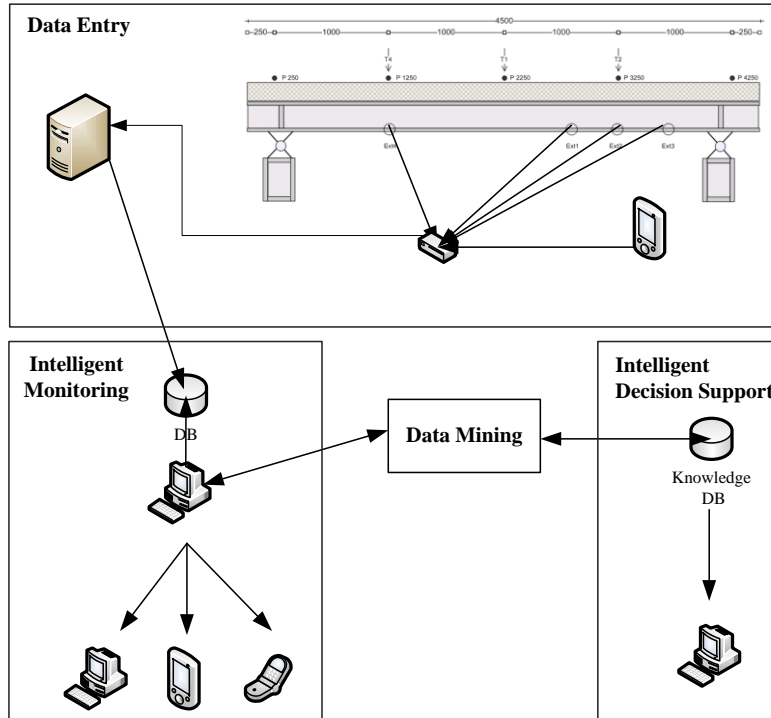 Data Entry
4500
250 1000 1000 1000 1000 250
T4 T1 T2
P 250 P 1250 P 2250 P 3250 P 4250
Ext4 Ext1 Ext2 Ext3
Intelligent
Monitoring
DB
Data Mining
Intelligent
Decision Support
Knowledge
DB